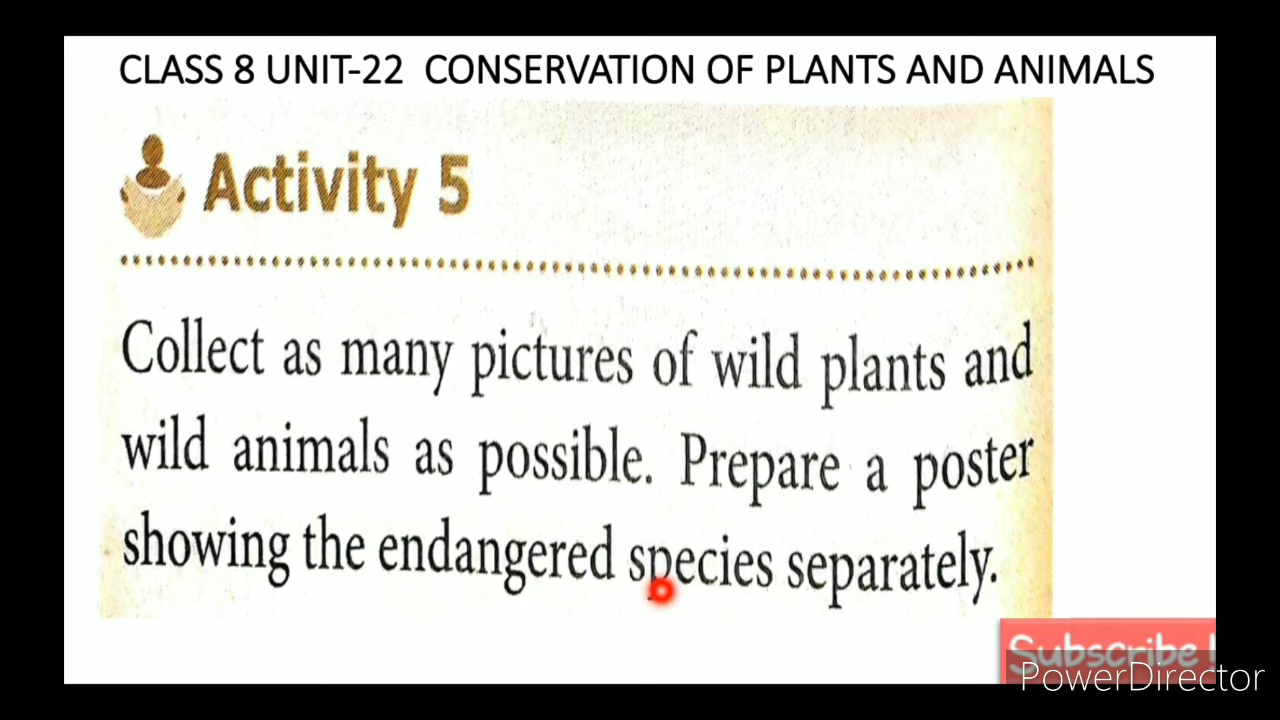 CLASS 8 UNIT-22 CONSERVATION OF PLANTS AND ANIMALS
Activity 5
Collect as many pictures of wild plants and
wild animals as possible. Prepare a poster
showing the endangered species separately.
Subscribe !
PowerDirector